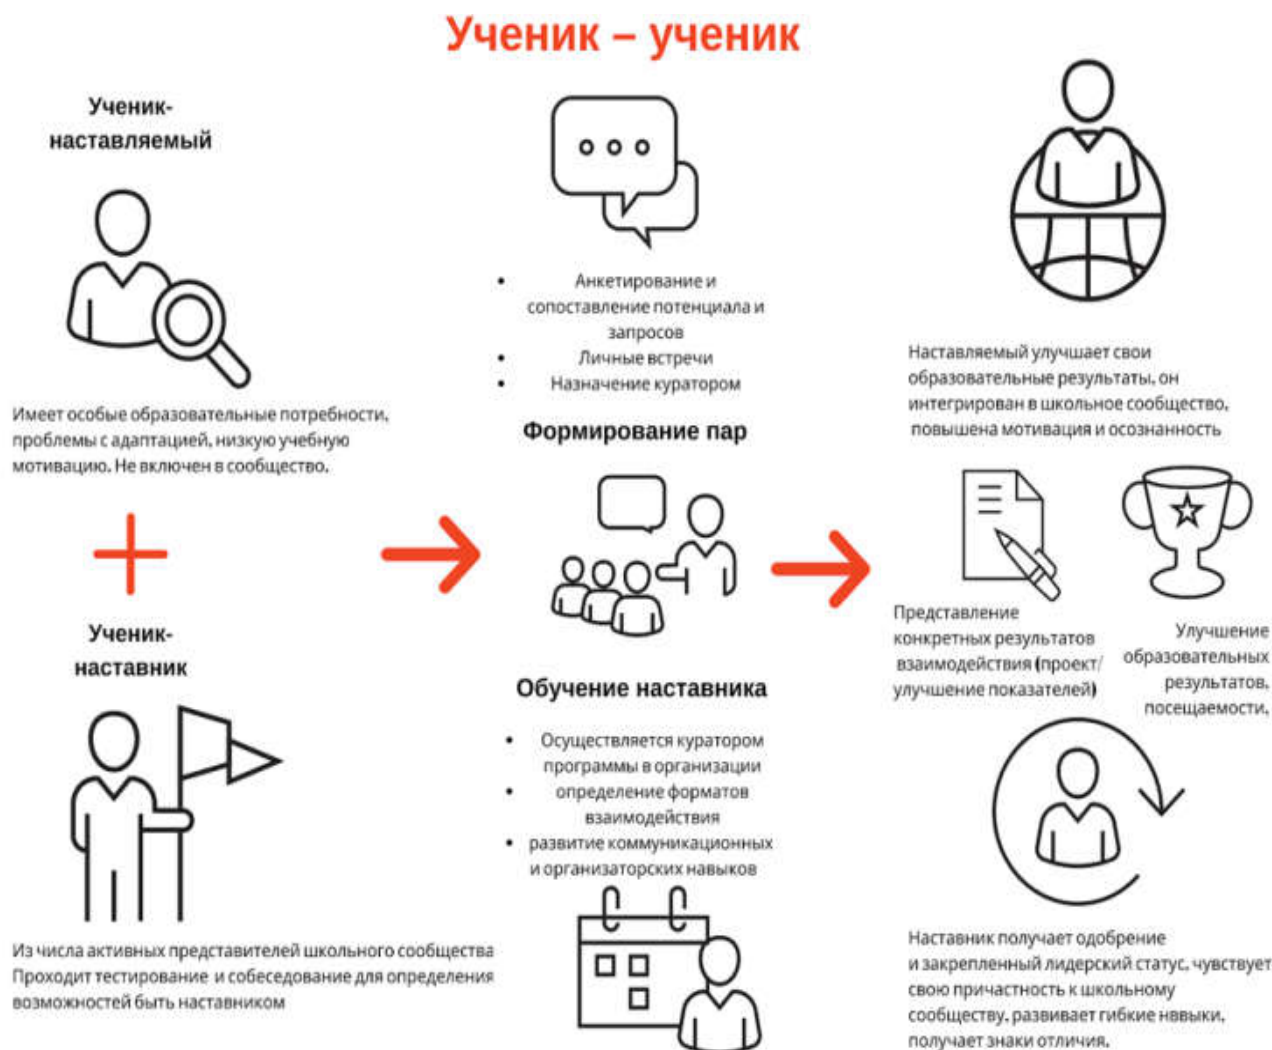 Ученик – ученик
Ученик-
наставляемый
Имеет особые образовательные потребности,
проблемы с адаптацией, низкую учебную
мотивацию. Не включен в сообщество.
Ученик-
наставник
Из числа активных представителей школьного сообщества
Проходит тестирование и собеседование для определения
возможностей быть наставником
• Анкетирование и
сопоставление потенциала и
запросов
• Личные встречи
• Назначение куратором
Формирование пар
Обучение наставника
• Осуществляется куратором
программы в организации
• определение форматов
взаимодействия
• развитие коммуникационных
и организаторских навыков
Наставляемый улучшает свои
образовательные результаты, он
интегрирован в школьное сообщество,
повышена мотивация и осознанность
Представление
конкретных результатов
взаимодействия (проект/
улучшение показателей)
Улучшение
образовательных
результатов,
посещаемости,
Наставник получает одобрение
и закрепленный лидерский статус, чувствует
свою причастность к школьному
сообществу, развивает гибкие нввыки,
получает знаки отличия.